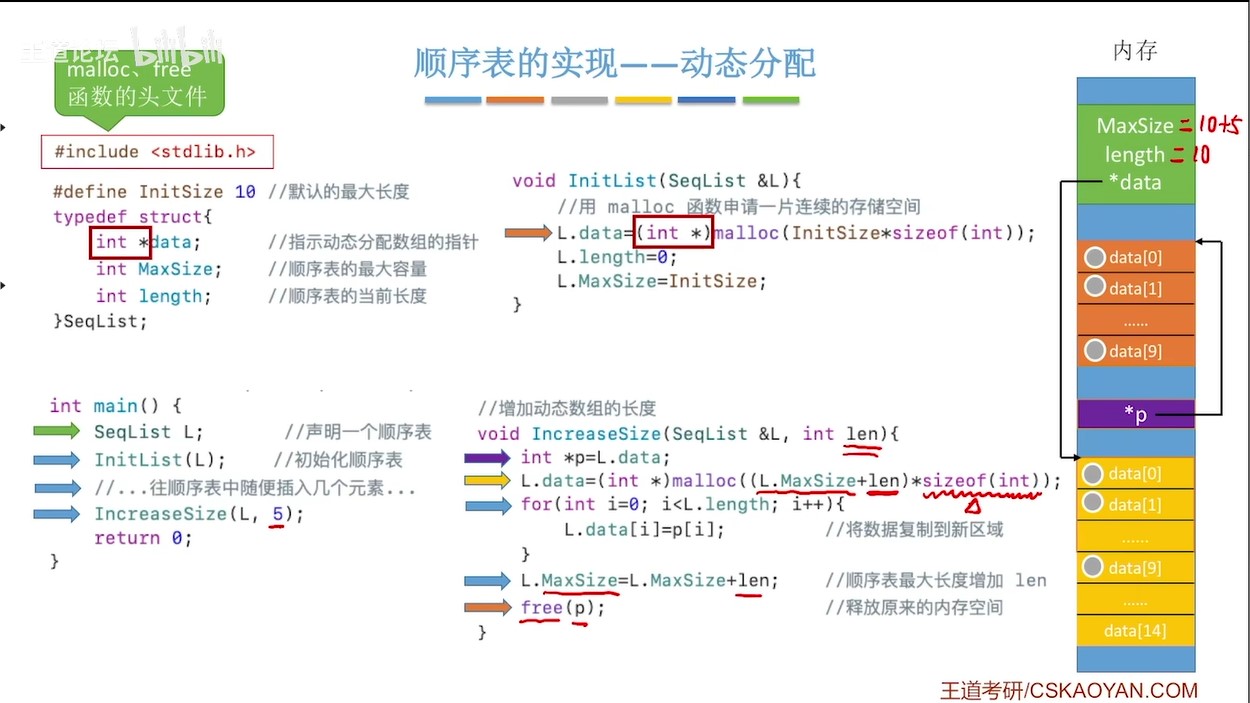 王道论坛 bilibili
malloc、free
函数的头文件
顺序表的实现——动态分配
内存
#include <stdlib.h>
#define InitSize 10 //默认的最大长度
typedef struct{
int *data; //指示动态分配数组的指针
int MaxSize; //顺序表的最大容量
int length; //顺序表的当前长度
}SeqList;
void InitList(SeqList &L){
//用 malloc 函数申请一片连续的存储空间
L.data=(int *)malloc(InitSize*sizeof(int));
L.length=0;
L.MaxSize=InitSize;
}
int main() {
SeqList L; //声明一个顺序表
InitList(L); //初始化顺序表
//...往顺序表中随便插入几个元素...
IncreaseSize(L, 5);
return 0;
}
//增加动态数组的长度
void IncreaseSize(SeqList &L, int len){
int *p=L.data;
L.data=(int *)malloc((L.MaxSize+len)*sizeof(int));
for(int i=0; i<L.length; i++){
L.data[i]=p[i]; //将数据复制到新区域
}
L.MaxSize=L.MaxSize+len; //顺序表最大长度增加 len
free(p); //释放原来的内存空间
}
MaxSize = 10+5
length = 10
*data
data[0]
data[1]
......
data[9]
*p
data[0]
data[1]
......
data[9]
......
data[14]
王道考研/CSKAOYAN.COM